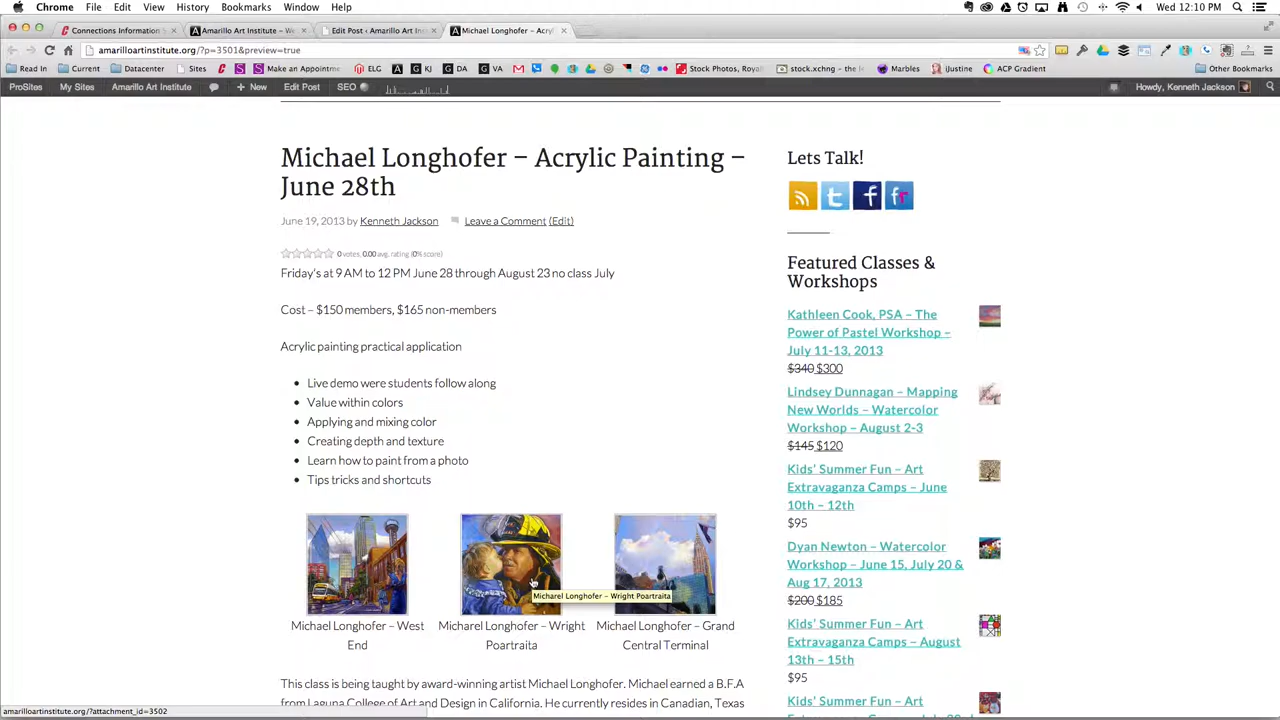 Chrome File Edit View History Bookmarks Window Help Wed 12:10 PM
Connections Information S Amarillo Art Institute – We Edit Post ‹ Amarillo Art Inst Michael Longhofer – Acryl
amarilloartinstitute.org/?p=3501&preview=true
Read In Current Datacenter Sites Make an Appointme ELG KJ DA VA Stock Photos, Royal stock.xchng – the l Marbles iJustine ACP Gradient Other Bookmarks
ProSites My Sites Amarillo Art Institute + New Edit Post SEO Howdy, Kenneth Jackson
Michael Longhofer – Acrylic Painting –
June 28th
June 19, 2013 by Kenneth Jackson Leave a Comment (Edit)
0 votes, 0.00 avg. rating (0% score)
Friday's at 9 AM to 12 PM June 28 through August 23 no class July
Cost – $150 members, $165 non-members
Acrylic painting practical application
• Live demo were students follow along
• Value within colors
• Applying and mixing color
• Creating depth and texture
• Learn how to paint from a photo
• Tips tricks and shortcuts
Micharel Longhofer – Wright Poartraita
Michael Longhofer – West
End
Micharel Longhofer – Wright
Poartraita
Michael Longhofer – Grand
Central Terminal
This class is being taught by award-winning artist Michael Longhofer. Michael earned a B.F.A
from Laguna College of Art and Design in California. He currently resides in Canadian, Texas
Lets Talk!
Featured Classes &
Workshops
Kathleen Cook, PSA – The
Power of Pastel Workshop –
July 11-13, 2013
$340 $300
Lindsey Dunnagan – Mapping
New Worlds – Watercolor
Workshop – August 2-3
$145 $120
Kids' Summer Fun – Art
Extravaganza Camps – June
10th – 12th
$95
Dyan Newton – Watercolor
Workshop – June 15, July 20 &
Aug 17, 2013
$200 $185
Kids' Summer Fun – Art
Extravaganza Camps – August
13th – 15th
$95
Kids' Summer Fun – Art
amarilloartinstitute.org/?attachment_id=3502